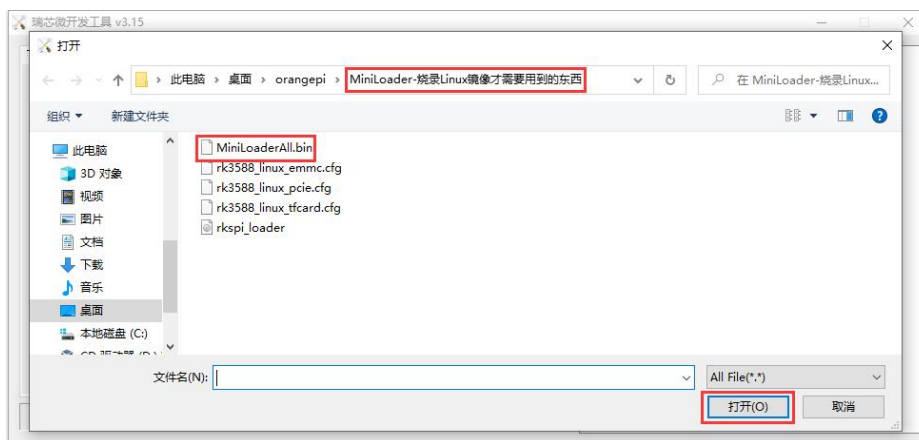 瑞芯微开发工具 v3.15
打开
此电脑 › 桌面 › orangepi › MiniLoader-烧录Linux镜像才需要用到的东西
在 MiniLoader-烧录Linux...
组织 新建文件夹
此电脑
3D 对象
视频
图片
文档
下载
音乐
桌面
本地磁盘 (C:)
MiniLoaderAll.bin
rk3588_linux_emmc.cfg
rk3588_linux_pcie.cfg
rk3588_linux_tfcard.cfg
rkspi_loader
文件名(N):
All File(*.*)
打开(O) 取消